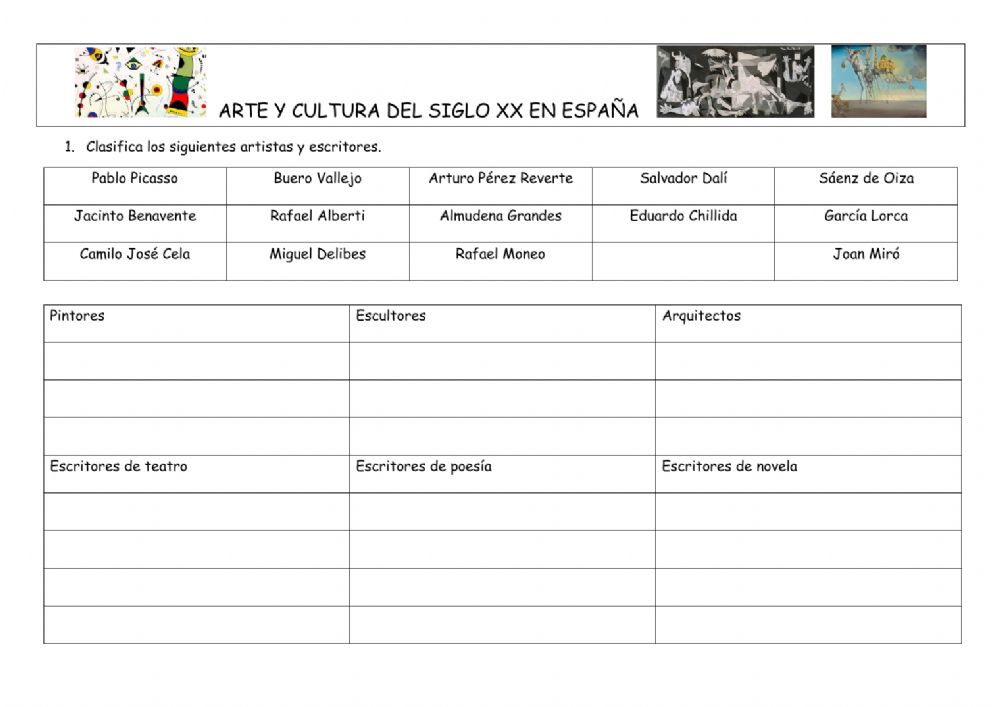 ARTE Y CULTURA DEL SIGLO XX EN ESPAÑA
1. Clasifica los siguientes artistas y escritores.
Pablo Picasso Buero Vallejo Arturo Pérez Reverte Salvador Dalí Sáenz de Oiza
Jacinto Benavente Rafael Alberti Almudena Grandes Eduardo Chillida García Lorca
Camilo José Cela Miguel Delibes Rafael Moneo Joan Miró
Pintores Escultores Arquitectos
Escritores de teatro Escritores de poesía Escritores de novela